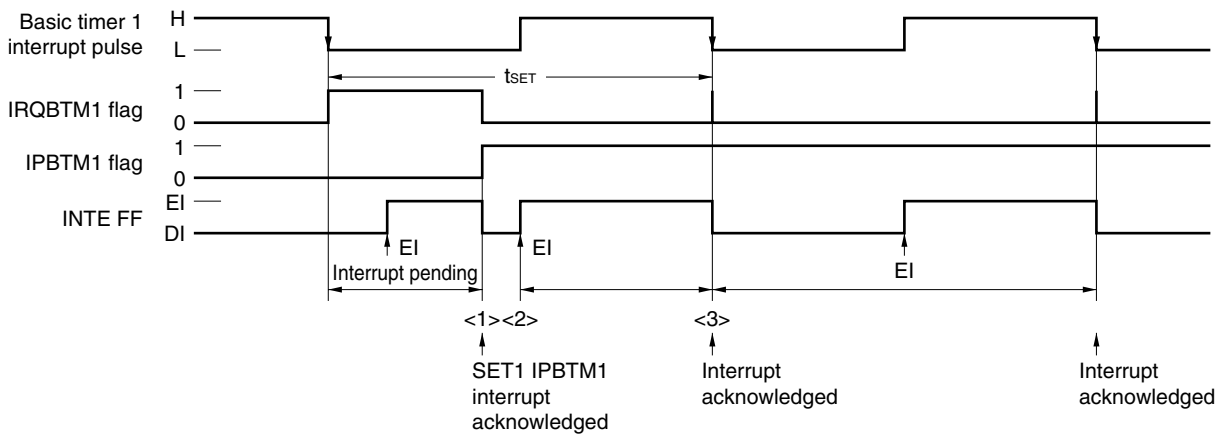 Basic timer 1
interrupt pulse
H
L
tSET
IRQBTM1 flag
1
0
IPBTM1 flag
1
0
INTE FF
EI
DI
EI
EI
EI
Interrupt pending
<1>
<2>
<3>
SET1 IPBTM1
interrupt
acknowledged
Interrupt
acknowledged
Interrupt
acknowledged